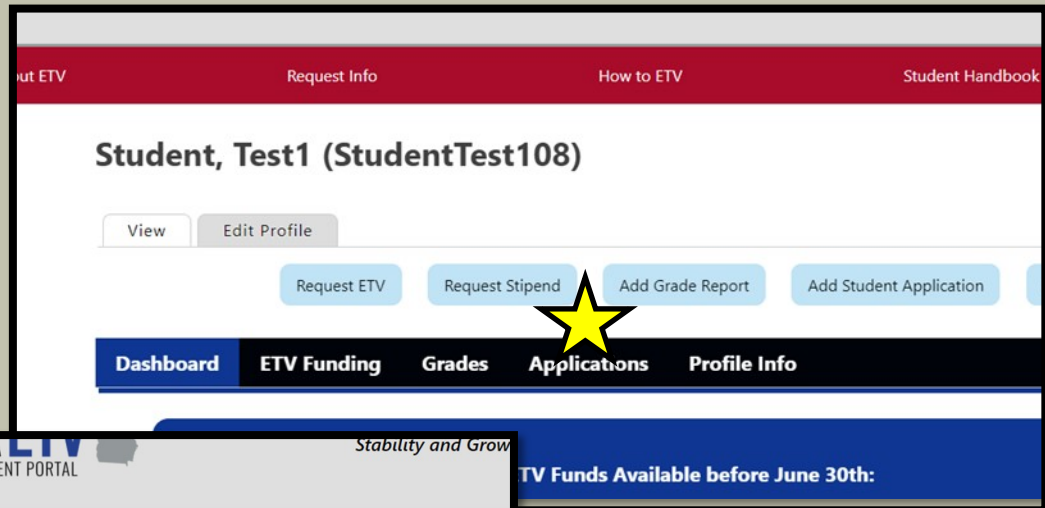 out ETV Request Info How to ETV Student Handbook
Student, Test1 (StudentTest108)
View Edit Profile
Request ETV Request Stipend Add Grade Report Add Student Application
Dashboard ETV Funding Grades Applications Profile Info
TV Funds Available before June 30th:
ETV
ENT PORTAL
Stability and Grow